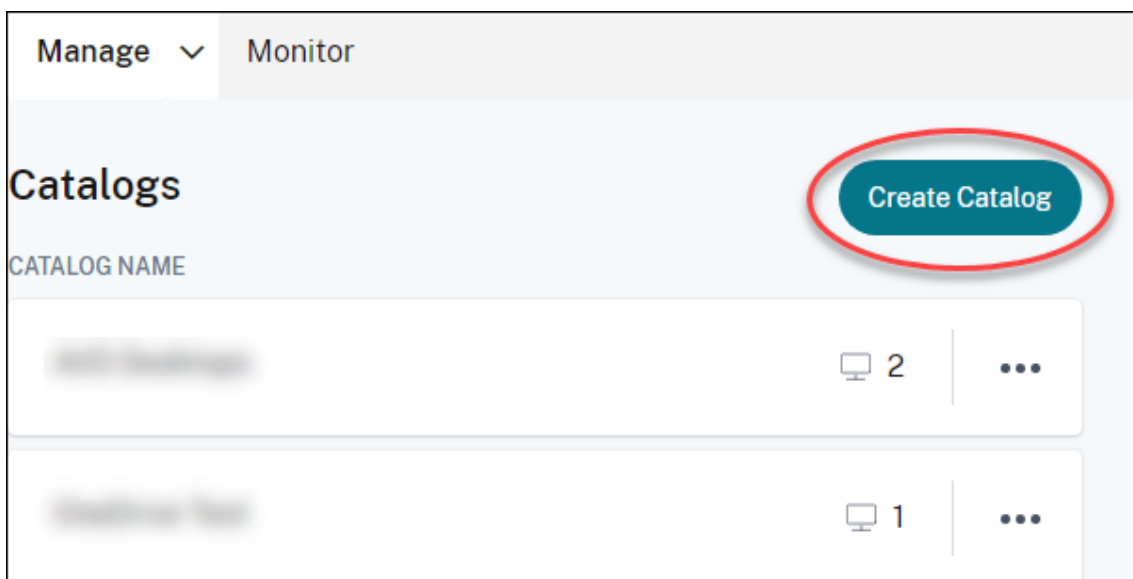 Manage Monitor
Catalogs
Create Catalog
CATALOG NAME
2
1